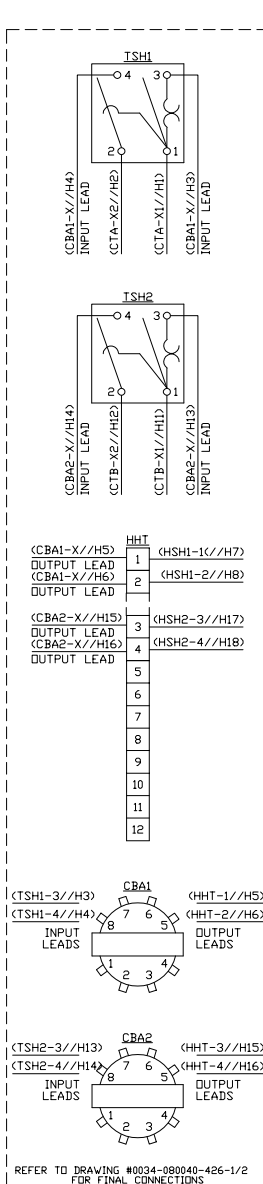 TSH1
4 3
2 1
(CBA1-X//H4)
INPUT LEAD
(CTA-X2//H2)
(CTA-X1//H1)
(CBA1-X//H3)
INPUT LEAD
TSH2
4 3
2 1
(CBA2-X//H14)
INPUT LEAD
(CTB-X2//H12)
(CTB-X1//H11)
(CBA2-X//H13)
INPUT LEAD
HHT
(CBA1-X//H5) 1 (HSH1-1(//H7)
OUTPUT LEAD
(CBA1-X//H6) 2 (HSH1-2//H8)
OUTPUT LEAD
(CBA2-X//H15) 3 (HSH2-3//H17)
OUTPUT LEAD
(CBA2-X//H16) 4 (HSH2-4//H18)
OUTPUT LEAD
5
6
7
8
9
10
11
12
CBA1
(TSH1-3//H3) (HHT-1//H5)
(TSH1-4//H4) 8 7 6 5 (HHT-2//H6)
INPUT LEADS
OUTPUT LEADS
1 2 3 4
CBA2
(TSH2-3//H13) (HHT-3//H15)
(TSH2-4//H14) 8 7 6 5 (HHT-4//H16)
INPUT LEADS
OUTPUT LEADS
1 2 3 4
REFER TO DRAWING #0034-080040-426-1/2
FOR FINAL CONNECTIONS